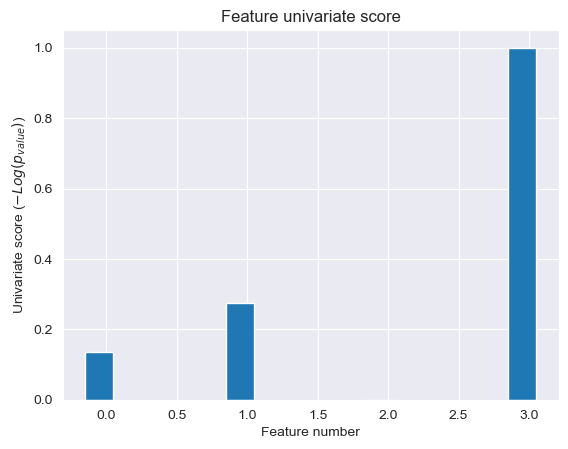 Feature univariate score
Univariate score (−Log(p_value))
1.0
0.8
0.6
0.4
0.2
0.0
0.0 0.5 1.0 1.5 2.0 2.5 3.0
Feature number